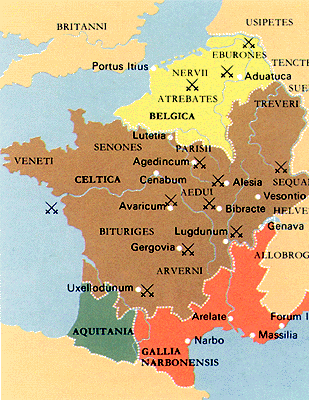 BRITANNI
USIPETES
EBURONES
Portus Itius
TENCTE
NERVII
Aduatuca
SUE
ATREBATES
TREVERI
BELGICA
Lutetia
SENONES
PARISII
VENETI
Agedincum
CELTICA
Cenabum
Alesia
SEQUA
AEDUI
Vesontio
Avaricum
Bibracte
HELVE
BITURIGES
Lugdunum
Genava
Gergovia
ALLOBROG
ARVERNI
Uxellodunum
Arelate
Forum I
AQUITANIA
Massilia
Narbo
GALLIA
NARBONENSIS